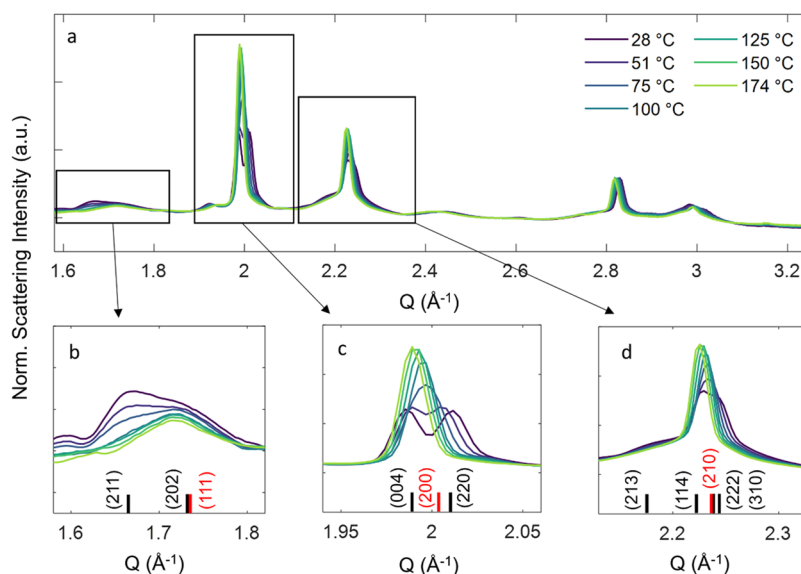 a
28 °C
51 °C
75 °C
100 °C
125 °C
150 °C
174 °C
Norm. Scattering Intensity (a.u.)
1.6 1.8 2 2.2 2.4 2.6 2.8 3 3.2
Q (Å⁻¹)
b
(211)
(202)
(111)
1.6 1.7 1.8
Q (Å⁻¹)
c
(004)
(200)
(220)
1.95 2 2.05
Q (Å⁻¹)
d
(213)
(114)
(210)
(222)
(310)
2.2 2.3
Q (Å⁻¹)